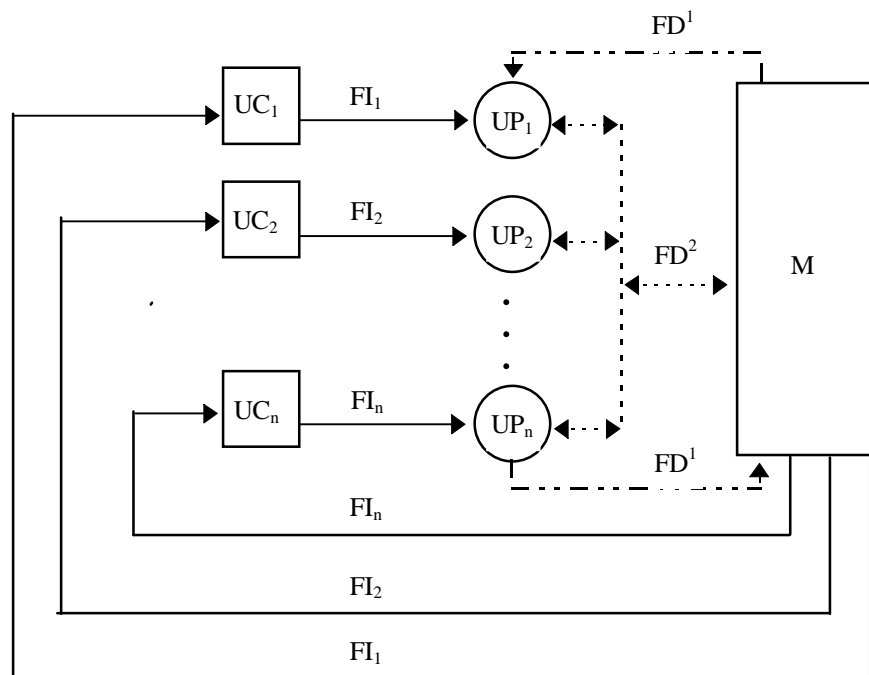 FD¹
UC₁
FI₁
UP₁
UC₂
FI₂
UP₂
FD²
M
UCₙ
FIₙ
UPₙ
FD¹
FIₙ
FI₂
FI₁